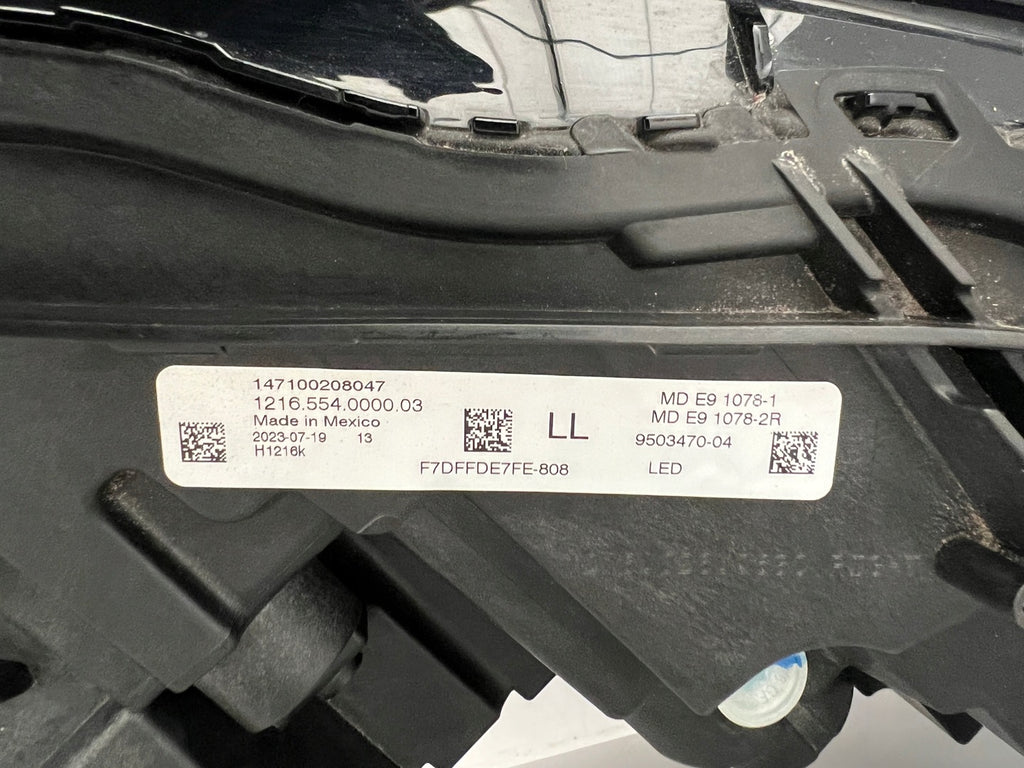 147100208047
1216.554.0000.03
Made in Mexico
2023-07-19 13
H1216k
F7DFFDE7FE-808
LL
MD E9 1078-1
MD E9 1078-2R
9503470-04
LED